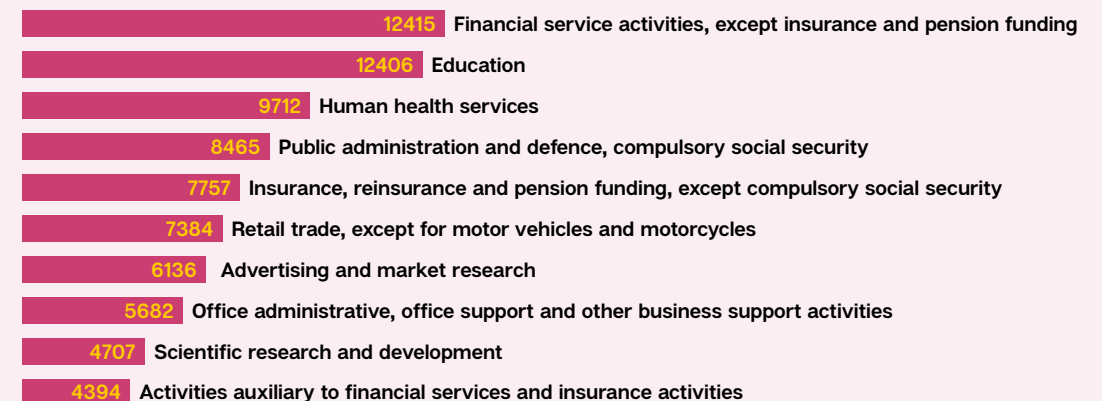 12415 Financial service activities, except insurance and pension funding
12406 Education
9712 Human health services
8465 Public administration and defence, compulsory social security
7757 Insurance, reinsurance and pension funding, except compulsory social security
7384 Retail trade, except for motor vehicles and motorcycles
6136 Advertising and market research
5682 Office administrative, office support and other business support activities
4707 Scientific research and development
4394 Activities auxiliary to financial services and insurance activities